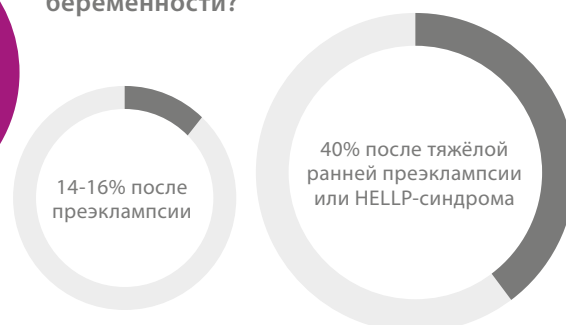 беременности?
14-16% после
преэклампсии
40% после тяжёлой
ранней преэклампсии
или HELLP-синдрома